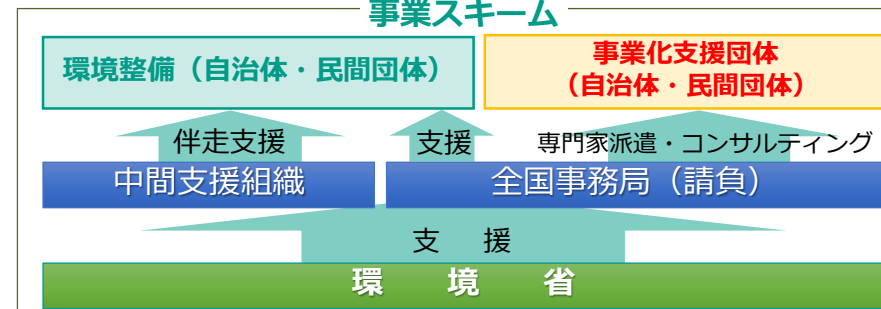 事業スキーム
環境整備（自治体・民間団体）
事業化支援団体
（自治体・民間団体）
伴走支援
支援
専門家派遣・コンサルティング
中間支援組織
全国事務局（請負）
支　援
環　境　省